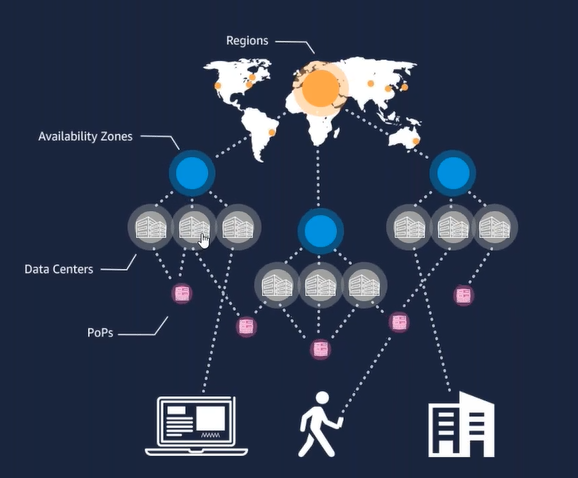 Regions
Availability Zones
Data Centers
PoPs